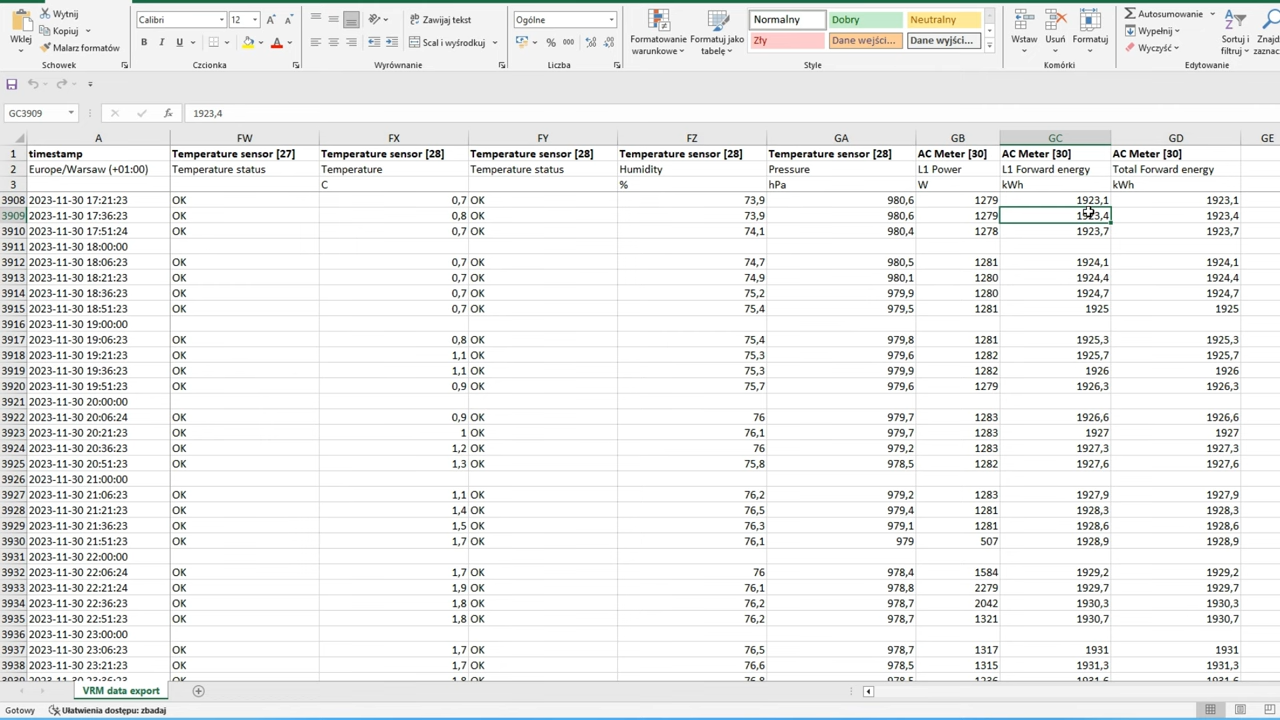 Wytnij Calibri 12 Zawijaj tekst Ogólne Normalny Dobry Neutralny Autosumowanie
Wklej Kopiuj Formatowanie Formatuj jako Wstaw Usuń Formatuj Wypełnij Sortuj i
Malarz formatów B I U Scal i wyśrodkuj % 000 warunkowe tabelę Zły Dane wejści... Dane wyjści... Wyczyść filtruj
Schowek Czcionka Wyrównanie Liczba Style Komórki Edytowanie
GC3909 fx 1923,4
A FW FX FY FZ GA GB GC GD GE
1 timestamp Temperature sensor [27] Temperature sensor [28] Temperature sensor [28] Temperature sensor [28] Temperature sensor [28] AC Meter [30] AC Meter [30] AC Meter [30]
2 Europe/Warsaw (+01:00) Temperature status Temperature Temperature status Humidity Pressure L1 Power L1 Forward energy Total Forward energy
3 C % hPa W kWh kWh
3908 2023-11-30 17:21:23 OK 0,7 OK 73,9 980,6 1279 1923,1 1923,1
3909 2023-11-30 17:36:23 OK 0,8 OK 73,9 980,6 1279 1923,4 1923,4
3910 2023-11-30 17:51:24 OK 0,7 OK 74,1 980,4 1278 1923,7 1923,7
3911 2023-11-30 18:00:00
3912 2023-11-30 18:06:23 OK 0,7 OK 74,7 980,5 1281 1924,1 1924,1
3913 2023-11-30 18:21:23 OK 0,7 OK 74,9 980,1 1280 1924,4 1924,4
3914 2023-11-30 18:36:23 OK 0,7 OK 75,2 979,9 1280 1924,7 1924,7
3915 2023-11-30 18:51:23 OK 0,7 OK 75,4 979,5 1281 1925 1925
3916 2023-11-30 19:00:00
3917 2023-11-30 19:06:23 OK 0,8 OK 75,4 979,8 1281 1925,3 1925,3
3918 2023-11-30 19:21:23 OK 1,1 OK 75,3 979,6 1282 1925,7 1925,7
3919 2023-11-30 19:36:23 OK 1,1 OK 75,3 979,9 1282 1926 1926
3920 2023-11-30 19:51:23 OK 0,9 OK 75,7 979,6 1279 1926,3 1926,3
3921 2023-11-30 20:00:00
3922 2023-11-30 20:06:24 OK 0,9 OK 76 979,7 1283 1926,6 1926,6
3923 2023-11-30 20:21:23 OK 1 OK 76,1 979,7 1283 1927 1927
3924 2023-11-30 20:36:23 OK 1,2 OK 76 979,2 1283 1927,3 1927,3
3925 2023-11-30 20:51:23 OK 1,3 OK 75,8 978,5 1282 1927,6 1927,6
3926 2023-11-30 21:00:00
3927 2023-11-30 21:06:23 OK 1,1 OK 76,2 979,2 1283 1927,9 1927,9
3928 2023-11-30 21:21:23 OK 1,4 OK 76,5 979,4 1281 1928,3 1928,3
3929 2023-11-30 21:36:23 OK 1,5 OK 76,3 979,1 1281 1928,6 1928,6
3930 2023-11-30 21:51:23 OK 1,7 OK 76,1 979 507 1928,9 1928,9
3931 2023-11-30 22:00:00
3932 2023-11-30 22:06:24 OK 1,7 OK 76 978,4 1584 1929,2 1929,2
3933 2023-11-30 22:21:24 OK 1,9 OK 76,1 978,8 2279 1929,7 1929,7
3934 2023-11-30 22:36:23 OK 1,8 OK 76,2 978,7 2042 1930,3 1930,3
3935 2023-11-30 22:51:23 OK 1,8 OK 76,2 978,7 1321 1930,7 1930,7
3936 2023-11-30 23:00:00
3937 2023-11-30 23:06:23 OK 1,7 OK 76,5 978,7 1317 1931 1931
3938 2023-11-30 23:21:23 OK 1,7 OK 76,6 978,5 1315 1931,3 1931,3
VRM data export
Gotowy Ułatwienia dostępu: zbadaj